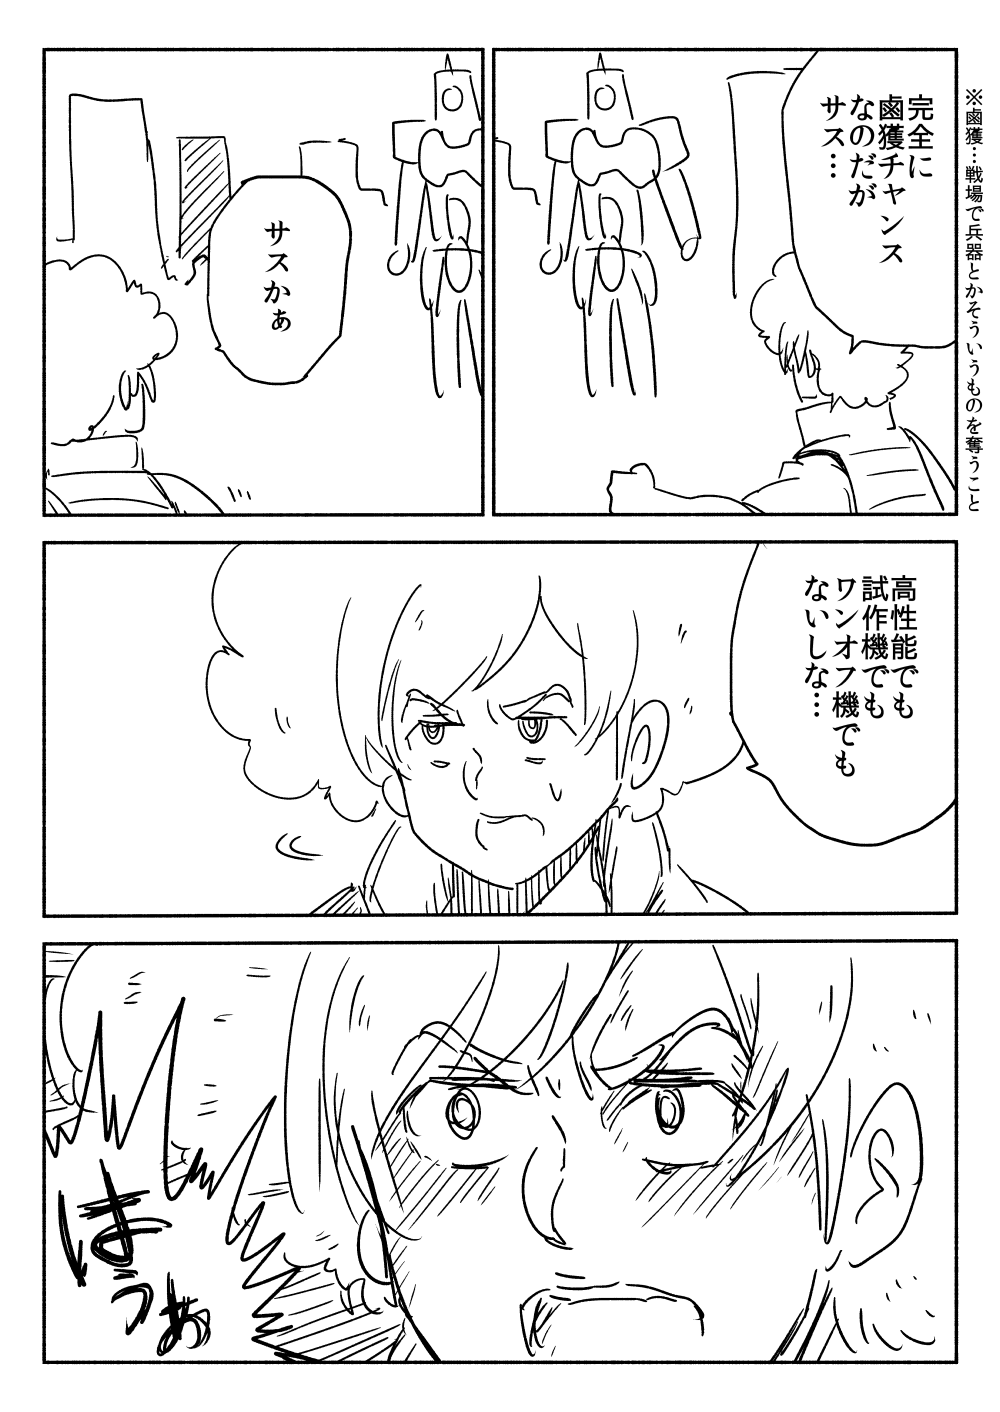 ※鹵獲…戦場で兵器とかそういうものを奪うこと
完全に
鹵獲チャンス
なのだが
サス…
サスかぁ
高性能でも
試作機でも
ワンオフ機でも
ないしな…
はうぁ